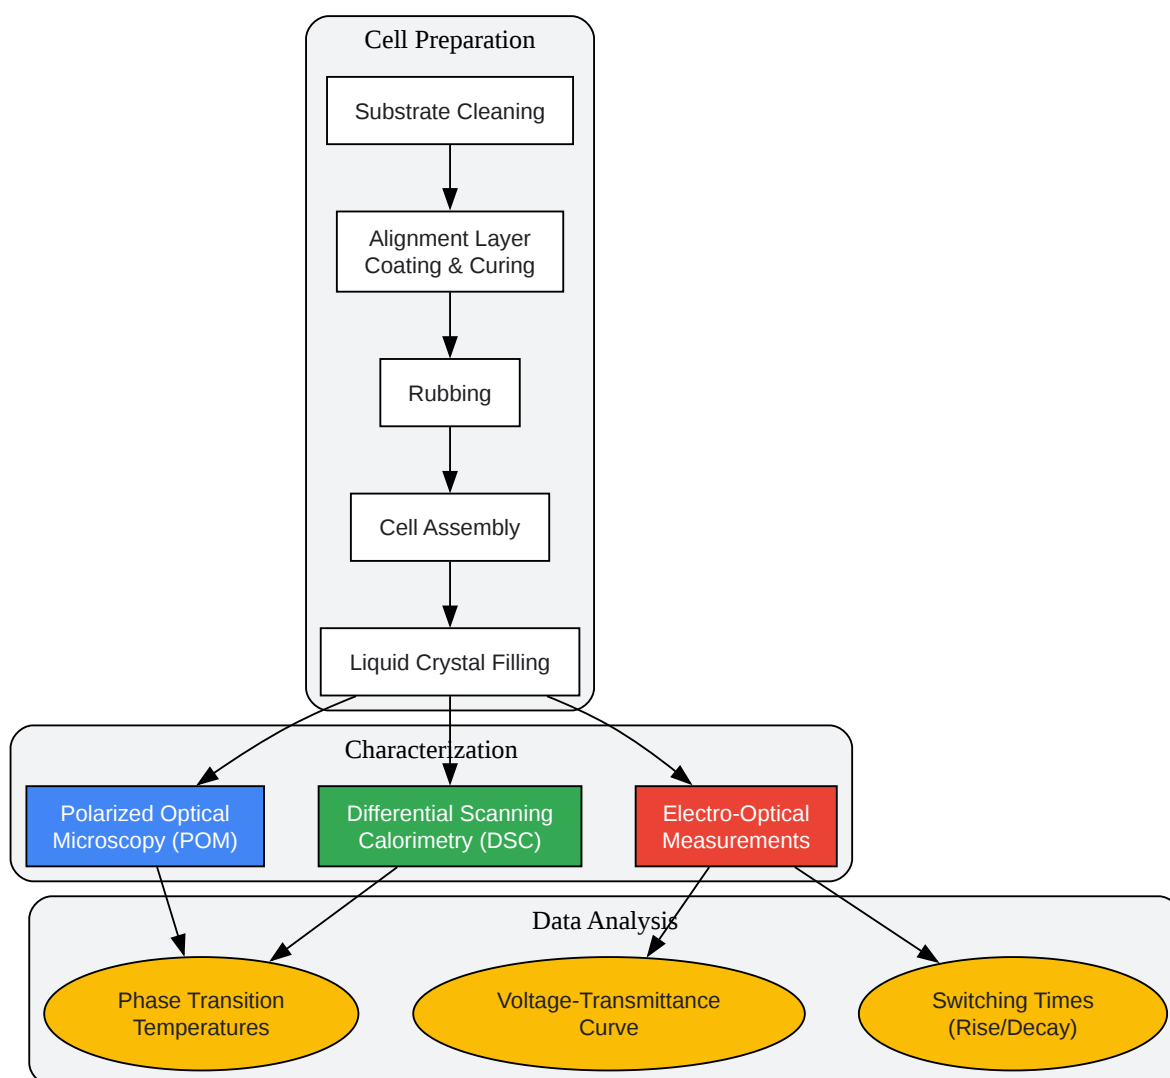 Cell Preparation
Substrate Cleaning
Alignment Layer
Coating & Curing
Rubbing
Cell Assembly
Liquid Crystal Filling
Characterization
Polarized Optical
Microscopy (POM)
Differential Scanning
Calorimetry (DSC)
Electro-Optical
Measurements
Data Analysis
Phase Transition
Temperatures
Voltage-Transmittance
Curve
Switching Times
(Rise/Decay)